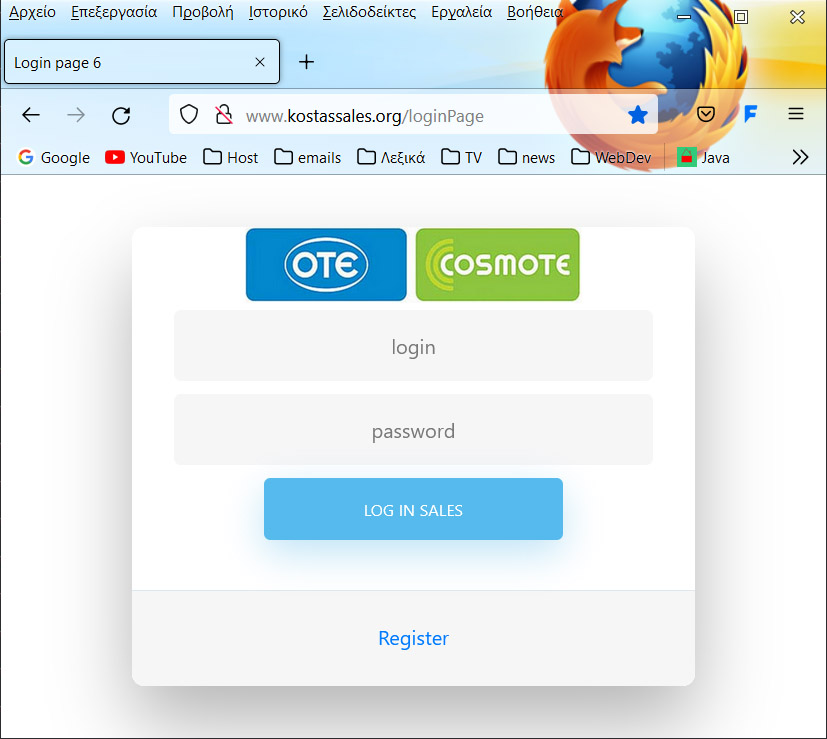 Αρχείο Επεξεργασία Προβολή Ιστορικό Σελιδοδείκτες Εργαλεία Βοήθεια
Login page 6
www.kostassales.org/loginPage
Google YouTube Host emails Λεξικά TV news WebDev Java
OTE COSMOTE
login
password
LOG IN SALES
Register